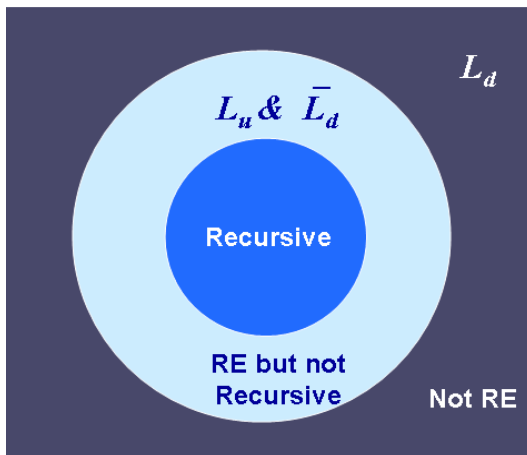 L_d
L_u & L̄_d
Recursive
RE but not
Recursive
Not RE